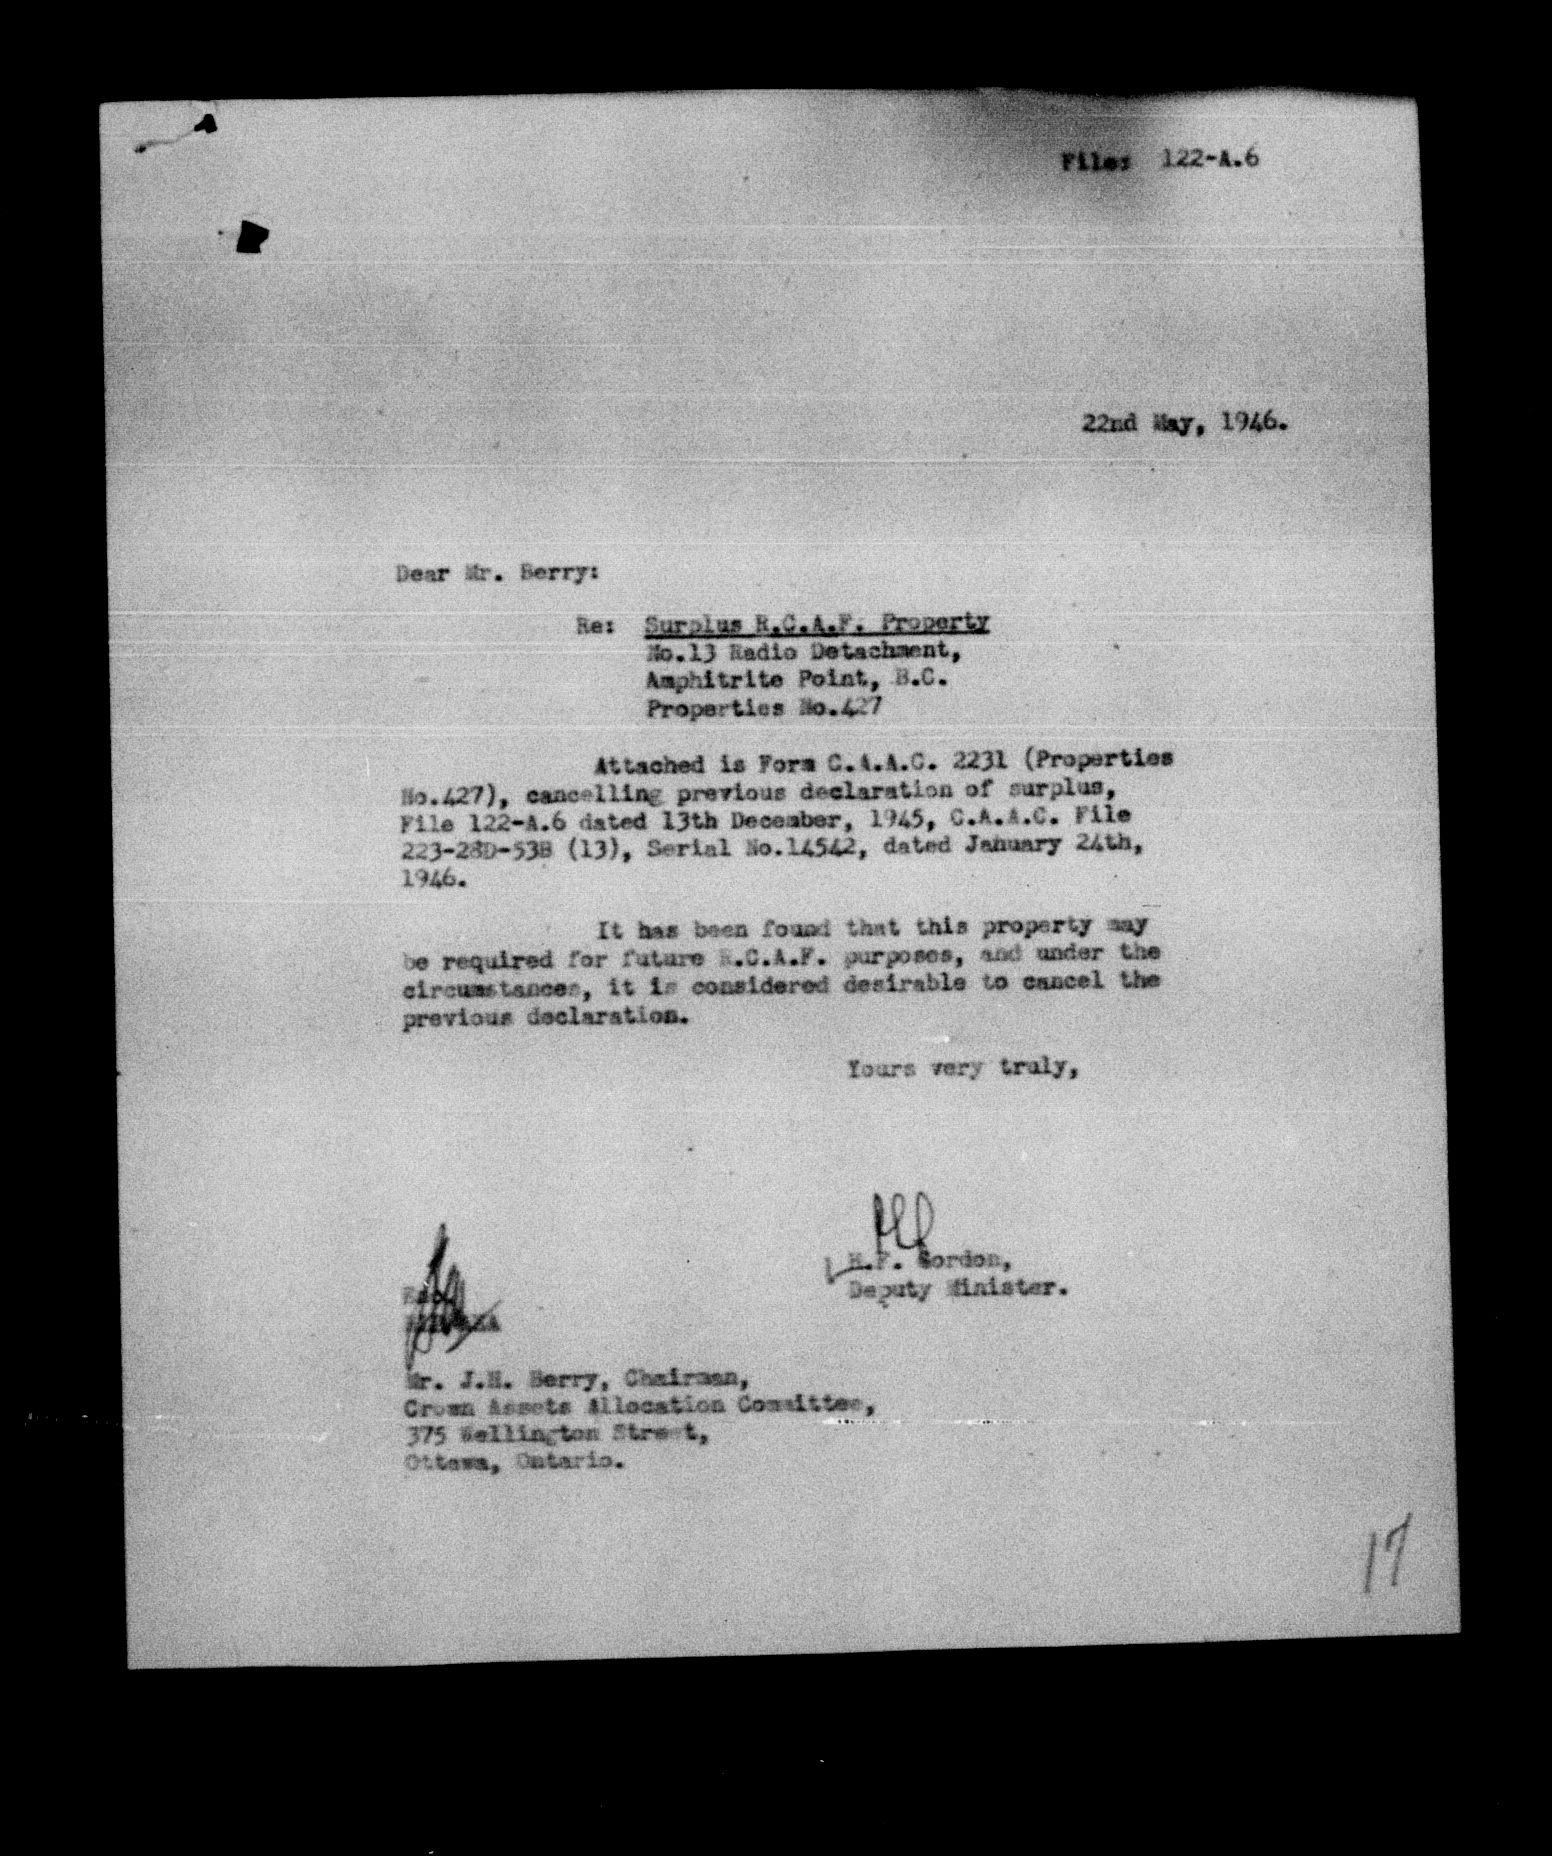 File: 122-A.6
22nd May, 1946.
Dear Mr. Berry:
Re: Surplus R.C.A.F. Property
No.13 Radio Detachment,
Amphitrite Point, B.C.
Properties No.427
Attached is Form C.A.A.C. 2231 (Properties
No.427), cancelling previous declaration of surplus,
File 122-A.6 dated 13th December, 1945, C.A.A.C. File
223-28D-53B (13), Serial No.14542, dated January 24th,
1946.
It has been found that this property may
be required for future R.C.A.F. purposes, and under the
circumstances, it is considered desirable to cancel the
previous declaration.
Yours very truly,
H.F. Gordon,
Deputy Minister.
Mr. J.H. Berry, Chairman,
Crown Assets Allocation Committee,
375 Wellington Street,
Ottawa, Ontario.
17